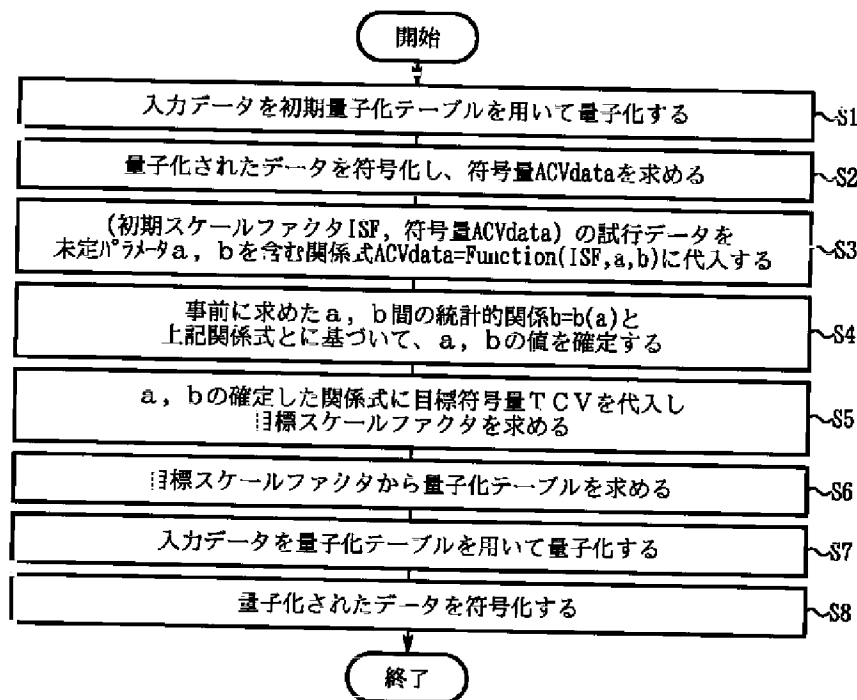 開始
入力データを初期量子化テーブルを用いて量子化する
~S1
量子化されたデータを符号化し、符号量ACVdataを求める
~S2
(初期スケールファクタISF, 符号量ACVdata) の試行データを
未定パラメータa, bを含む関係式ACVdata=Function(ISF,a,b)に代入する
~S3
事前に求めたa, b間の統計的関係b=b(a)と
上記関係式とに基づいて、a, bの値を確定する
~S4
a, bの確定した関係式に目標符号量TCVを代入し
目標スケールファクタを求める
~S5
目標スケールファクタから量子化テーブルを求める
~S6
入力データを量子化テーブルを用いて量子化する
~S7
量子化されたデータを符号化する
~S8
終了